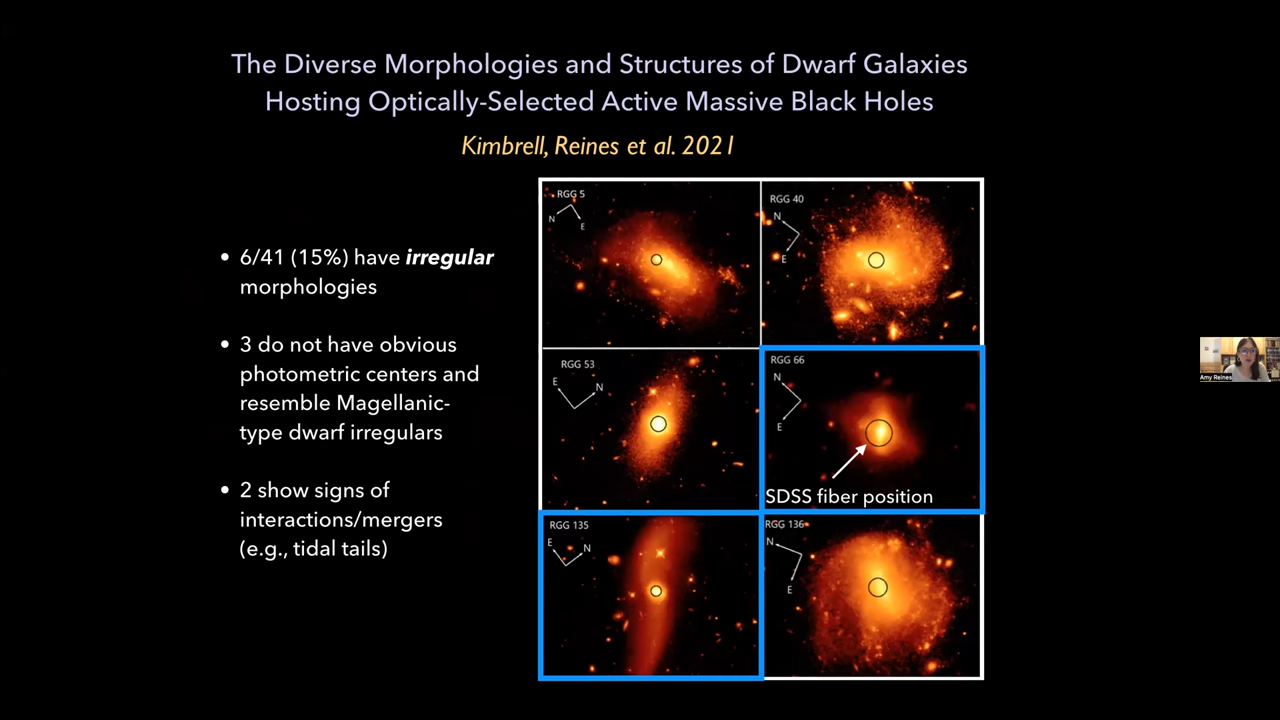 The Diverse Morphologies and Structures of Dwarf Galaxies
Hosting Optically-Selected Active Massive Black Holes
Kimbrell, Reines et al. 2021
• 6/41 (15%) have irregular
morphologies
• 3 do not have obvious
photometric centers and
resemble Magellanic-
type dwarf irregulars
• 2 show signs of
interactions/mergers
(e.g., tidal tails)
RGG 5
N
E
RGG 40
N
E
RGG 53
E
N
RGG 66
N
E
SDSS fiber position
RGG 135
E
N
RGG 136
N
E
Amy Reines